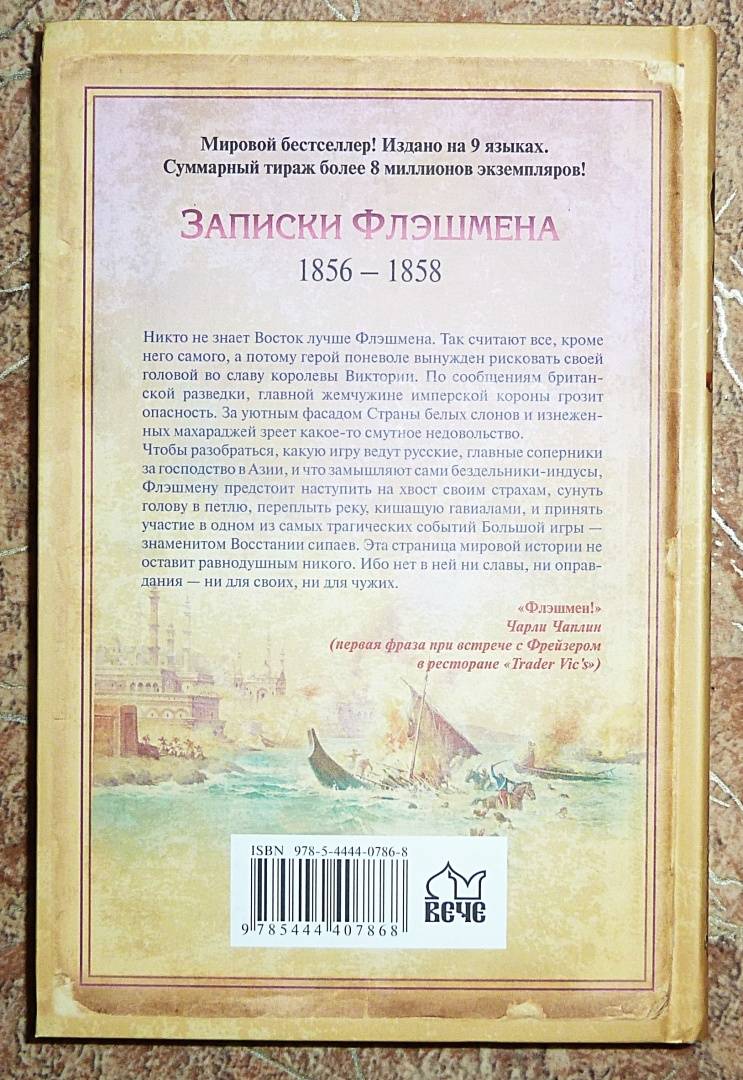 Мировой бестселлер! Издано на 9 языках.
Суммарный тираж более 8 миллионов экземпляров!
ЗАПИСКИ ФЛЭШМЕНА
1856 – 1858
Никто не знает Восток лучше Флэшмена. Так считают все, кроме
него самого, а потому герой поневоле вынужден рисковать своей
головой во славу королевы Виктории. По сообщениям британ-
ской разведки, главной жемчужине имперской короны грозит
опасность. За уютным фасадом Страны белых слонов и изнежен-
ных махараджей зреет какое-то смутное недовольство.
Чтобы разобраться, какую игру ведут русские, главные соперники
за господство в Азии, и что замышляют сами бездельники-индусы,
Флэшмену предстоит наступить на хвост своим страхам, сунуть
голову в петлю, переплыть реку, кишащую гавиалами, и принять
участие в одном из самых трагических событий Большой игры —
знаменитом Восстании сипаев. Эта страница мировой истории не
оставит равнодушным никого. Ибо нет в ней ни славы, ни оправ-
дания — ни для своих, ни для чужих.
«Флэшмен!»
Чарли Чаплин
(первая фраза при встрече с Фрейзером
в ресторане «Trader Vic's»)
ISBN 978-5-4444-0786-8
9 785444 407868
ВЕЧЕ